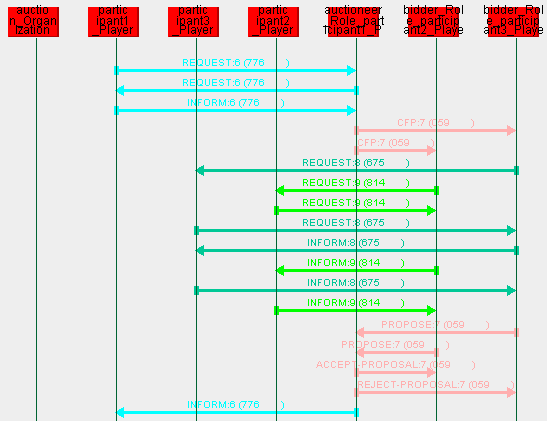 auctio
n_Organ
ization
partic
ipant1
_Player
partic
ipant3
_Player
partic
ipant2
_Player
auctioneer
_Role_part
bidder_Rol
e_particip
ant2_Playe
bidder_Rol
e_particip
ant3_Playe
REQUEST:6 (776 )
REQUEST:6 (776 )
INFORM:6 (776 )
CFP:7 (059 )
CFP:7 (059 )
REQUEST:8 (675 )
REQUEST:9 (814 )
REQUEST:9 (814 )
REQUEST:8 (675 )
INFORM:8 (675 )
INFORM:9 (814 )
INFORM:8 (675 )
INFORM:9 (814 )
PROPOSE:7 (059 )
PROPOSE:7 (059 )
ACCEPT-PROPOSAL:7 (059 )
REJECT-PROPOSAL:7 (059 )
INFORM:6 (776 )